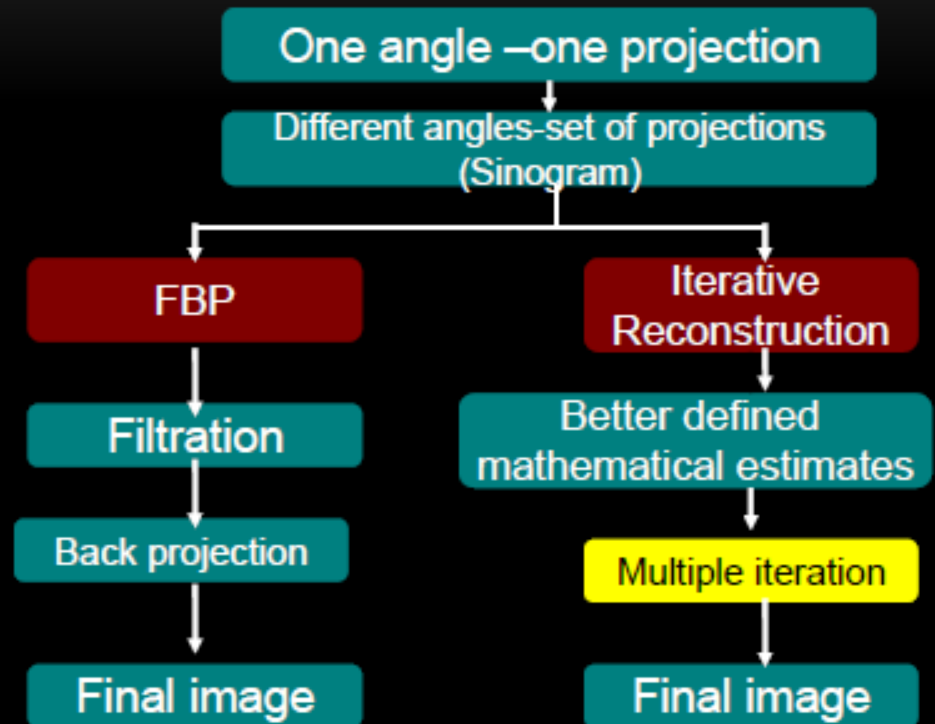 One angle –one projection
Different angles-set of projections
(Sinogram)
FBP
Filtration
Back projection
Final image
Iterative
Reconstruction
Better defined
mathematical estimates
Multiple iteration
Final image